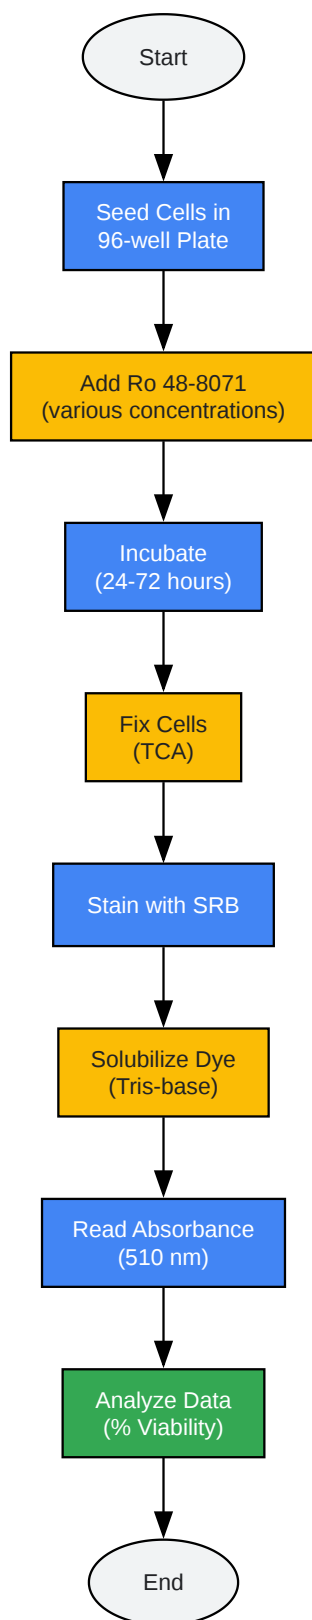 Start
Seed Cells in
96-well Plate
Add Ro 48-8071
(various concentrations)
Incubate
(24-72 hours)
Fix Cells
(TCA)
Stain with SRB
Solubilize Dye
(Tris-base)
Read Absorbance
(510 nm)
Analyze Data
(% Viability)
End